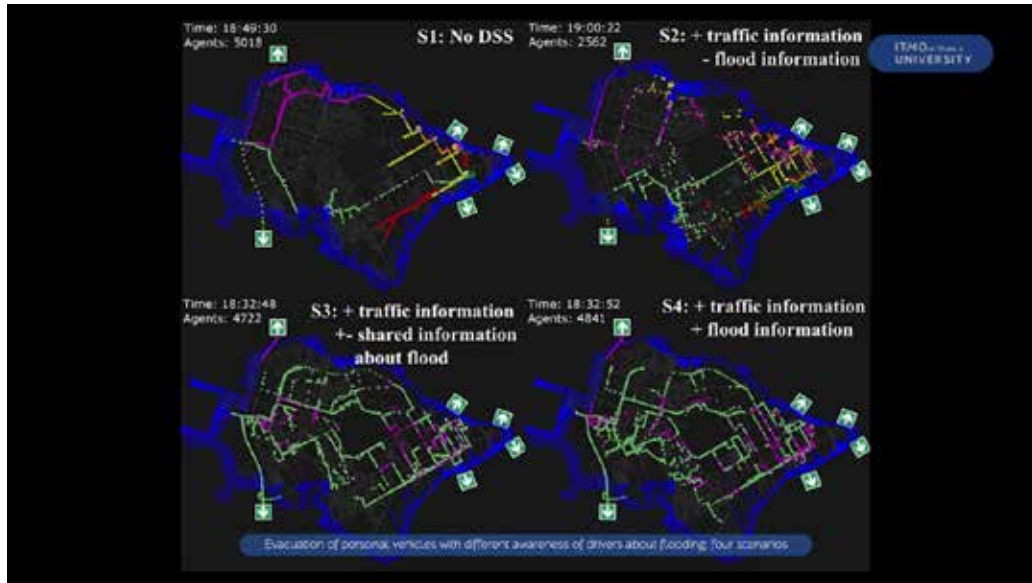 Time: 18:49:30
Agents: 5018
S1: No DSS
Time: 19:00:22
Agents: 2562
S2: + traffic information
- flood information
ITMO
UNIVERSITY
Time: 18:32:48
Agents: 4722
S3: + traffic information
+- shared information
about flood
Time: 18:32:52
Agents: 4841
S4: + traffic information
+ flood information
Evacuation of personal vehicles with different awareness of drivers about flooding: four scenarios